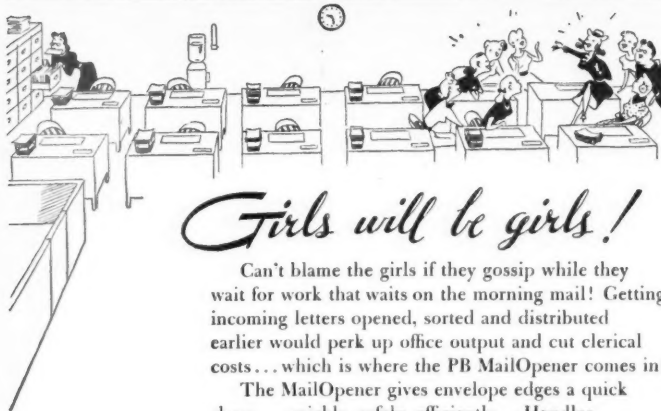 Girls will be girls!
Can't blame the girls if they gossip while they
wait for work that waits on the morning mail! Getting
incoming letters opened, sorted and distributed
earlier would perk up office output and cut clerical
costs... which is where the PB MailOpener comes in.
The MailOpener gives envelope edges a quick